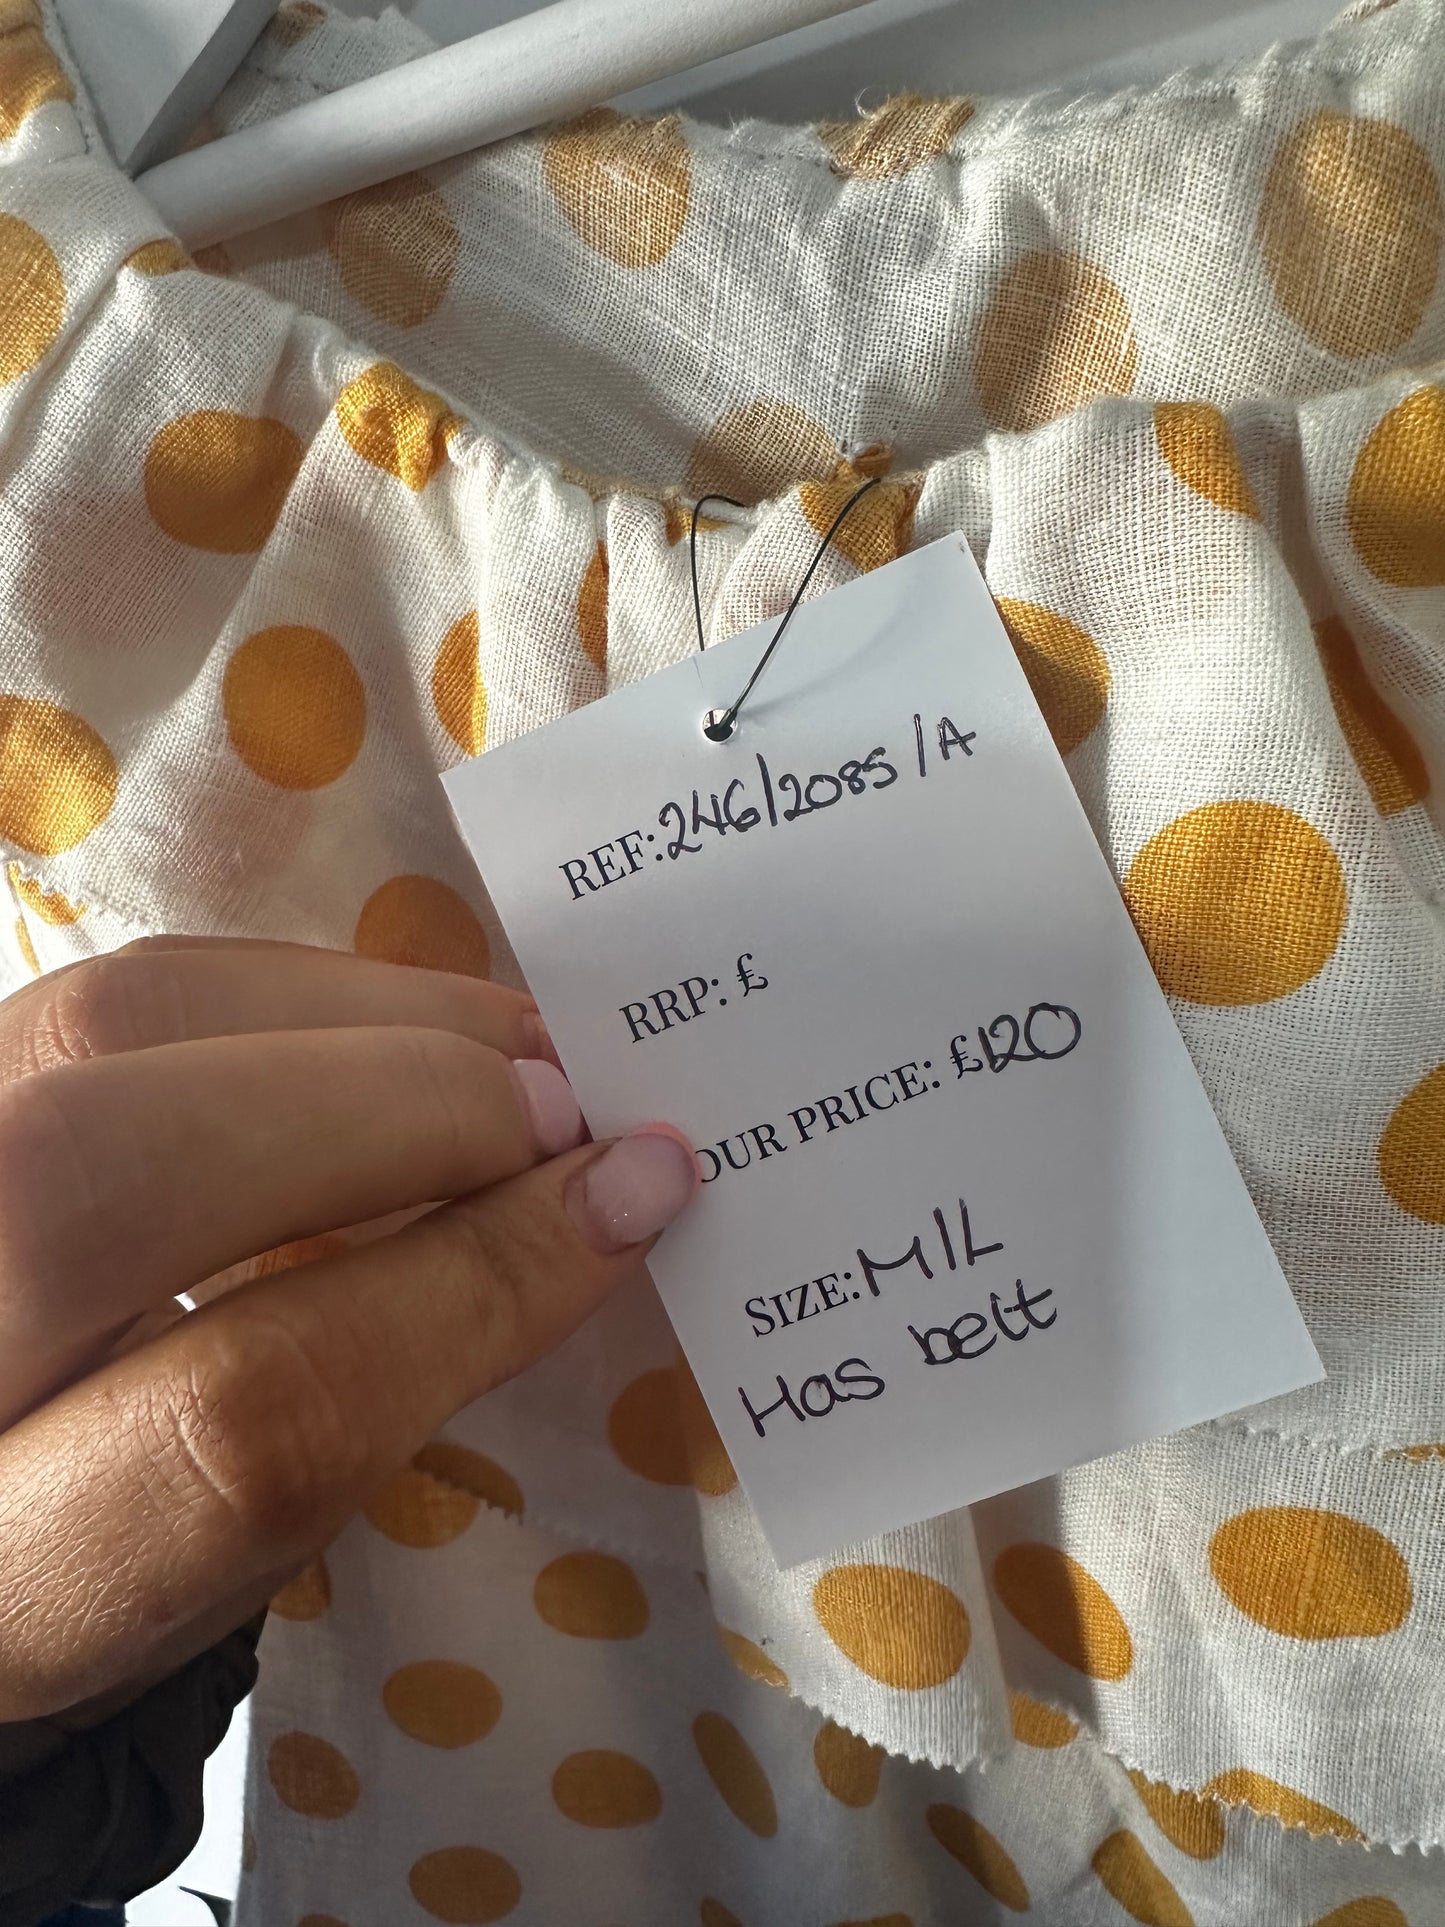 REF: 246/2085/A
RRP: £
OUR PRICE: £120
SIZE: M/L
Has belt